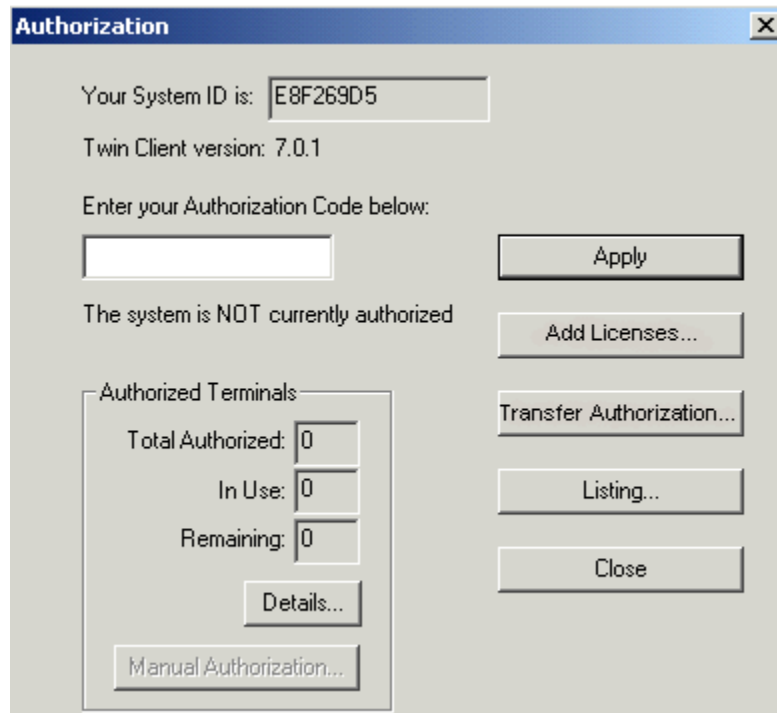 Authorization
Your System ID is: E8F269D5
Twin Client version: 7.0.1
Enter your Authorization Code below:
Apply
The system is NOT currently authorized
Add Licenses...
Authorized Terminals
Transfer Authorization...
Total Authorized: 0
In Use: 0
Listing...
Remaining: 0
Close
Details...
Manual Authorization...